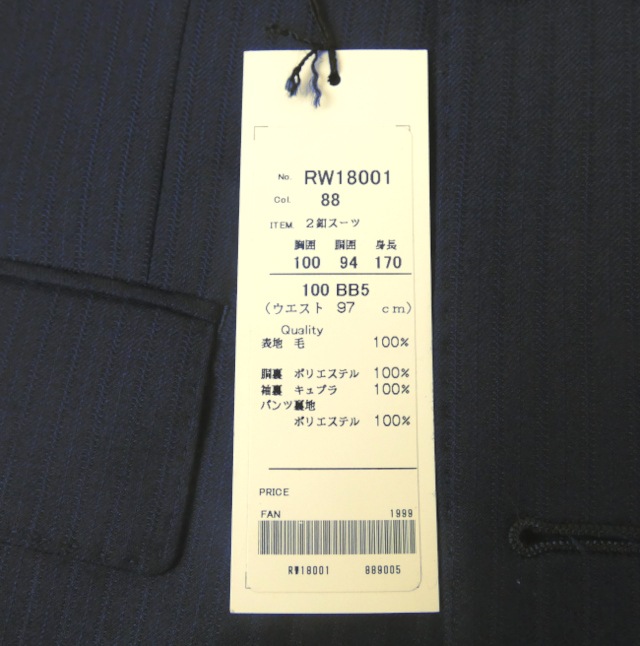 No. RW18001
Col. 88
ITEM. 2釦スーツ
胸囲 胴囲 身長
100 94 170
100 BB5
(ウエスト 97 cm)
Quality
表地 毛 100%
胴裏 ポリエステル 100%
袖裏 キュプラ 100%
パンツ裏地
ポリエステル 100%
PRICE
FAN 1999
RW18001 889005